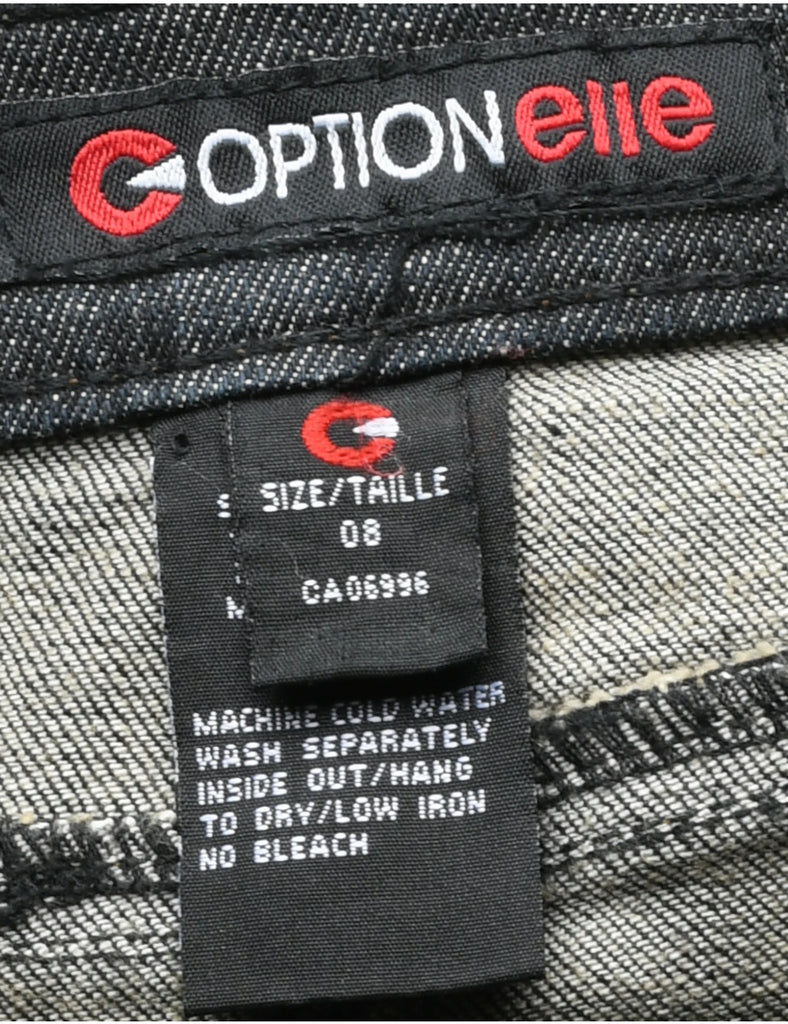 OPTIONelle
SIZE/TAILLE
08
CA06996
MACHINE COLD WATER
WASH SEPARATELY
INSIDE OUT/HANG
TO DRY/LOW IRON
NO BLEACH